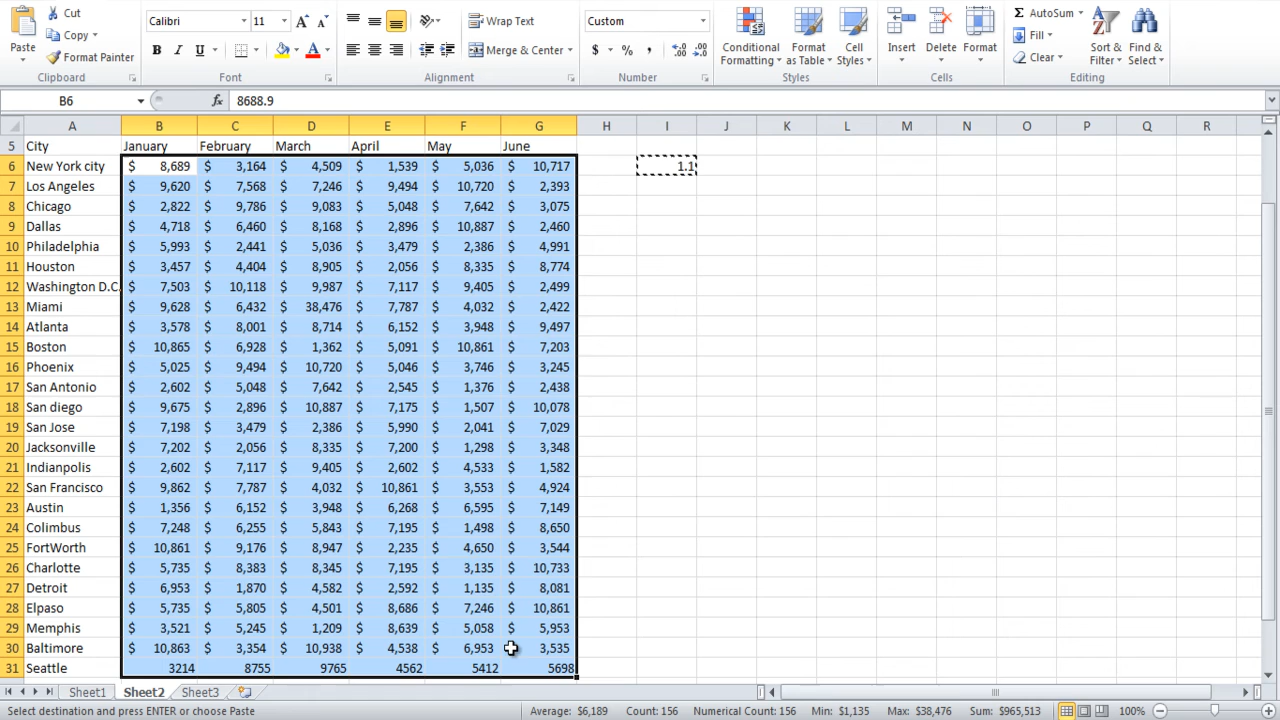 Paste
Cut
Copy
Format Painter
Clipboard
Calibri 11
B I U
Font
Wrap Text
Merge & Center
Alignment
Custom
$ % ,
Number
Conditional Formatting
Format as Table
Cell Styles
Styles
Insert Delete Format
Cells
Σ AutoSum
Fill
Clear
Sort & Filter
Find & Select
Editing
B6 fx 8688.9
A B C D E F G H I J K L M N O P Q R
5 City January February March April May June
6 New York city $ 8,689 $ 3,164 $ 4,509 $ 1,539 $ 5,036 $ 10,717 1.1
7 Los Angeles $ 9,620 $ 7,568 $ 7,246 $ 9,494 $ 10,720 $ 2,393
8 Chicago $ 2,822 $ 9,786 $ 9,083 $ 5,048 $ 7,642 $ 3,075
9 Dallas $ 4,718 $ 6,460 $ 8,168 $ 2,896 $ 10,887 $ 2,460
10 Philadelphia $ 5,993 $ 2,441 $ 5,036 $ 3,479 $ 2,386 $ 4,991
11 Houston $ 3,457 $ 4,404 $ 8,905 $ 2,056 $ 8,335 $ 8,774
12 Washington D.C. $ 7,503 $ 10,118 $ 9,987 $ 7,117 $ 9,405 $ 2,499
13 Miami $ 9,628 $ 6,432 $ 38,476 $ 7,787 $ 4,032 $ 2,422
14 Atlanta $ 3,578 $ 8,001 $ 8,714 $ 6,152 $ 3,948 $ 9,497
15 Boston $ 10,865 $ 6,928 $ 1,362 $ 5,091 $ 10,861 $ 7,203
16 Phoenix $ 5,025 $ 9,494 $ 10,720 $ 5,046 $ 3,746 $ 3,245
17 San Antonio $ 2,602 $ 5,048 $ 7,642 $ 2,545 $ 1,376 $ 2,438
18 San diego $ 9,675 $ 2,896 $ 10,887 $ 7,175 $ 1,507 $ 10,078
19 San Jose $ 7,198 $ 3,479 $ 2,386 $ 5,990 $ 2,041 $ 7,029
20 Jacksonville $ 7,202 $ 2,056 $ 8,335 $ 7,200 $ 1,298 $ 3,348
21 Indianpolis $ 2,602 $ 7,117 $ 9,405 $ 2,602 $ 4,533 $ 1,582
22 San Francisco $ 9,862 $ 7,787 $ 4,032 $ 10,861 $ 3,553 $ 4,924
23 Austin $ 1,356 $ 6,152 $ 3,948 $ 6,268 $ 6,595 $ 7,149
24 Colimbus $ 7,248 $ 6,255 $ 5,843 $ 7,195 $ 1,498 $ 8,650
25 FortWorth $ 10,861 $ 9,176 $ 8,947 $ 2,235 $ 4,650 $ 3,544
26 Charlotte $ 5,735 $ 8,383 $ 8,345 $ 7,195 $ 3,135 $ 10,733
27 Detroit $ 6,953 $ 1,870 $ 4,582 $ 2,592 $ 1,135 $ 8,081
28 Elpaso $ 5,735 $ 5,805 $ 4,501 $ 8,686 $ 7,246 $ 10,861
29 Memphis $ 3,521 $ 5,245 $ 1,209 $ 8,639 $ 5,058 $ 5,953
30 Baltimore $ 10,863 $ 3,354 $ 10,938 $ 4,538 $ 6,953 $ 3,535
31 Seattle 3214 8755 9765 4562 5412 5698
Sheet1 Sheet2 Sheet3
Select destination and press ENTER or choose Paste Average: $6,189 Count: 156 Numerical Count: 156 Min: $1,135 Max: $38,476 Sum: $965,513 100%